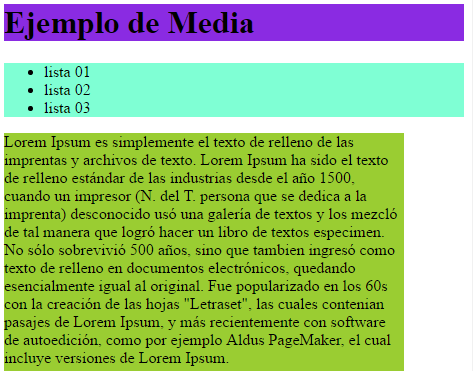 Ejemplo de Media
lista 01
lista 02
lista 03
Lorem Ipsum es simplemente el texto de relleno de las
imprentas y archivos de texto. Lorem Ipsum ha sido el texto
de relleno estándar de las industrias desde el año 1500,
cuando un impresor (N. del T. persona que se dedica a la
imprenta) desconocido usó una galería de textos y los mezcló
de tal manera que logró hacer un libro de textos especimen.
No sólo sobrevivió 500 años, sino que tambien ingresó como
texto de relleno en documentos electrónicos, quedando
esencialmente igual al original. Fue popularizado en los 60s
con la creación de las hojas "Letraset", las cuales contenian
pasajes de Lorem Ipsum, y más recientemente con software
de autoedición, como por ejemplo Aldus PageMaker, el cual
incluye versiones de Lorem Ipsum.